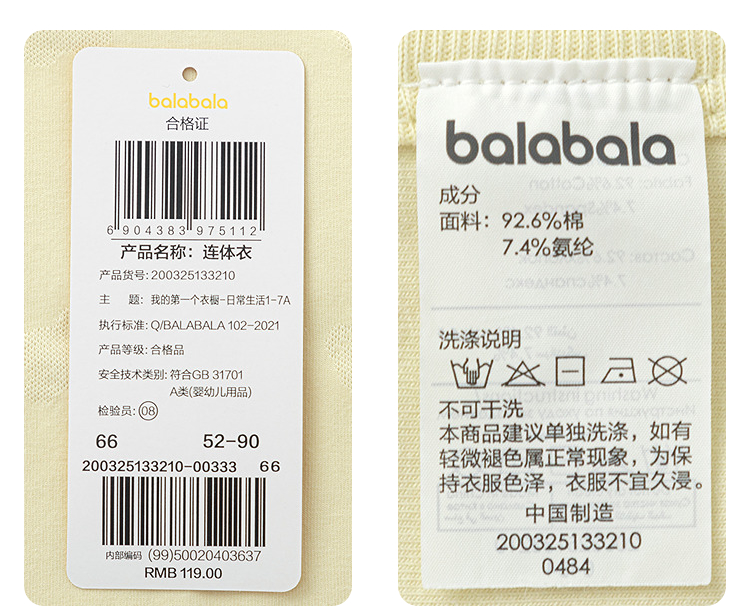 balabala
合格证
6 904383 975112
产品名称：连体衣
产品货号: 200325133210
主 题: 我的第一个衣橱-日常生活1-7A
执行标准: Q/BALABALA 102-2021
产品等级: 合格品
安全技术类别: 符合GB 31701
A类(婴幼儿用品)
检验员: 08
66 52-90
200325133210-00333 66
内部编码 (99)50020403637
RMB 119.00
balabala
成分
面料：92.6%棉
7.4%氨纶
洗涤说明
不可干洗
本商品建议单独洗涤，如有
轻微褪色属正常现象，为保
持衣服色泽，衣服不宜久浸。
中国制造
200325133210
0484